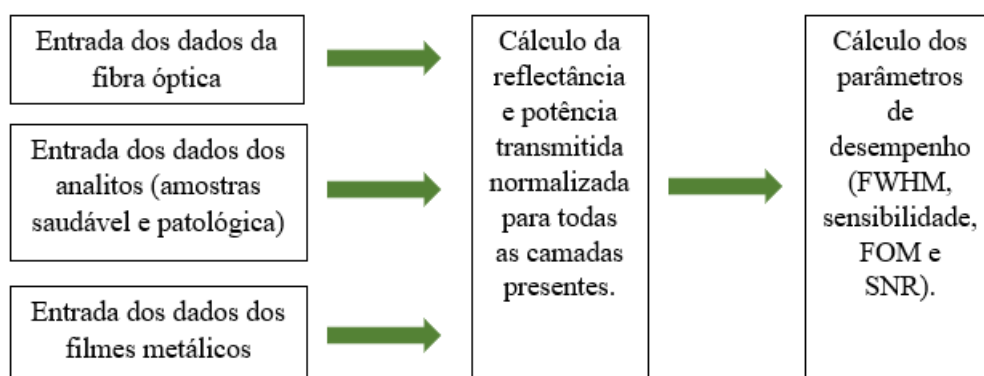 Entrada dos dados da
fibra óptica
Entrada dos dados dos
analitos (amostras
saudável e patológica)
Entrada dos dados dos
filmes metálicos
Cálculo da
reflectância
e potência
transmitida
normalizada
para todas
as camadas
presentes.
Cálculo dos
parâmetros
de
desempenho
(FWHM,
sensibilidade,
FOM e
SNR).